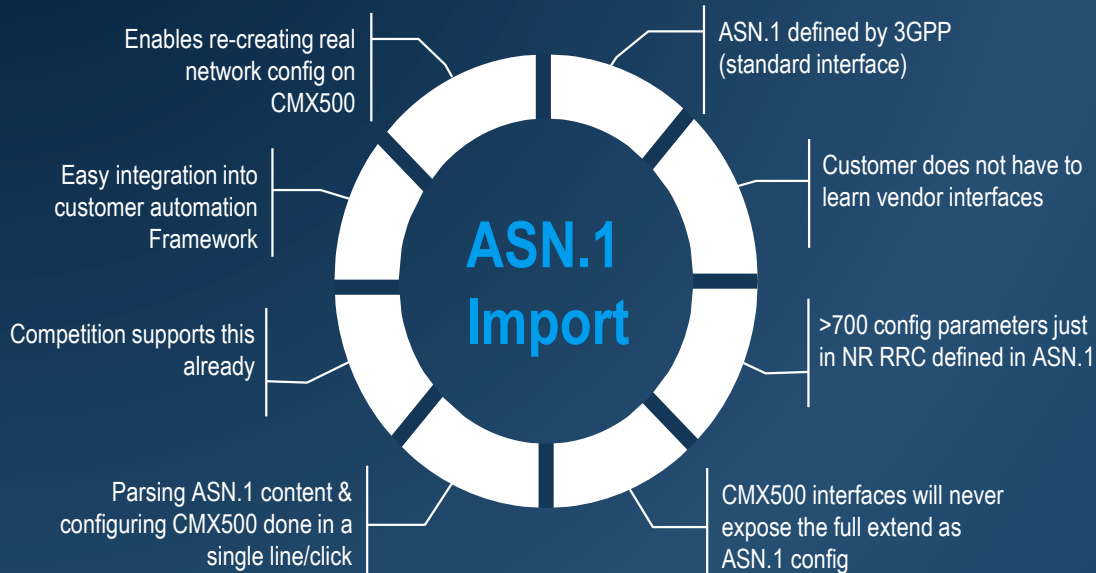 Enables re-creating real
network config on
CMX500
ASN.1 defined by 3GPP
(standard interface)
Easy integration into
customer automation
Framework
Customer does not have to
learn vendor interfaces
ASN.1
Import
Competition supports this
already
>700 config parameters just
in NR RRC defined in ASN.1
Parsing ASN.1 content &
configuring CMX500 done in a
single line/click
CMX500 interfaces will never
expose the full extend as
ASN.1 config